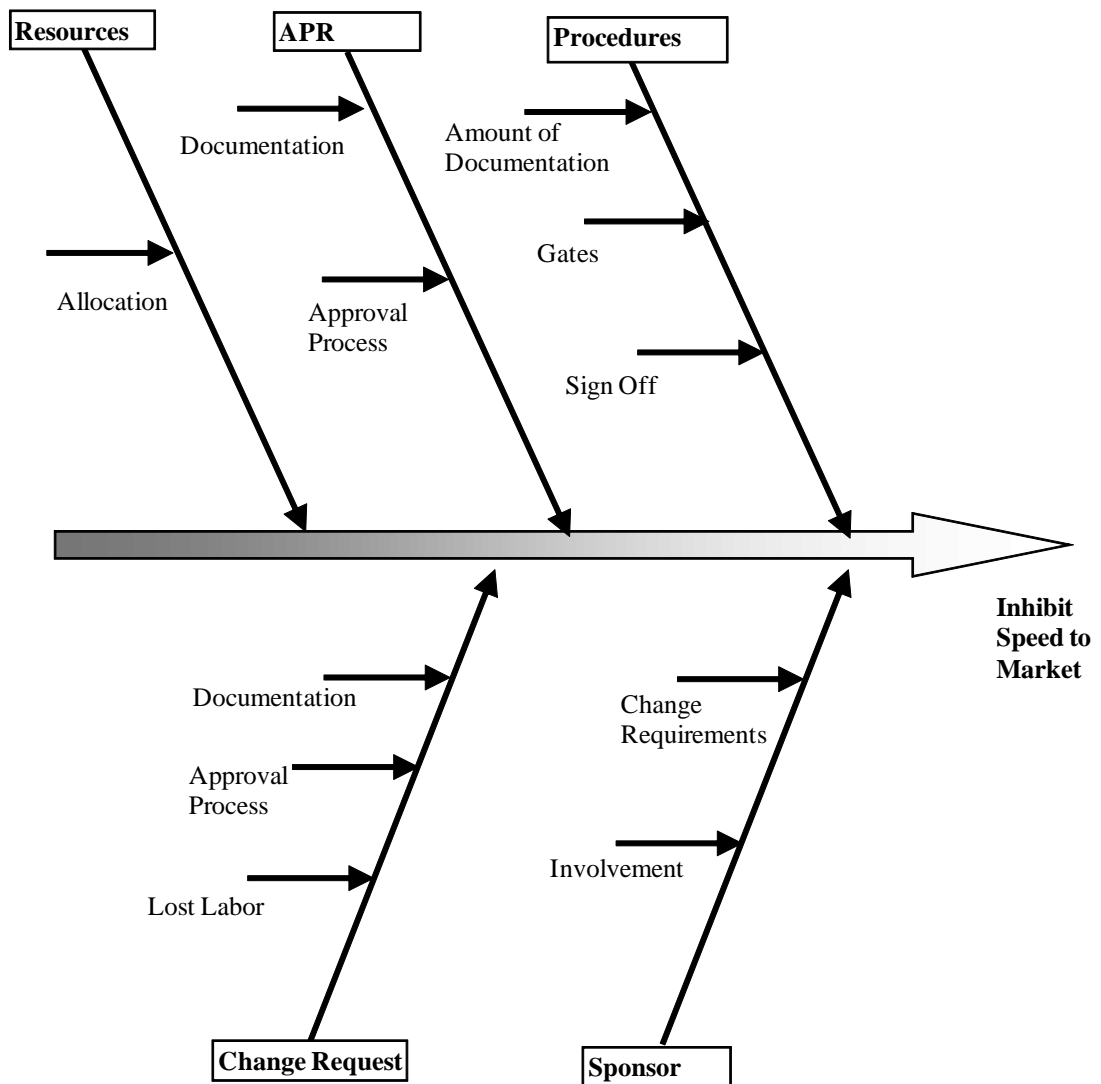 Resources
APR
Procedures
Documentation
Amount of
Documentation
Gates
Allocation
Approval
Process
Sign Off
Inhibit
Speed to
Market
Documentation
Change
Requirements
Approval
Process
Involvement
Lost Labor
Change Request
Sponsor